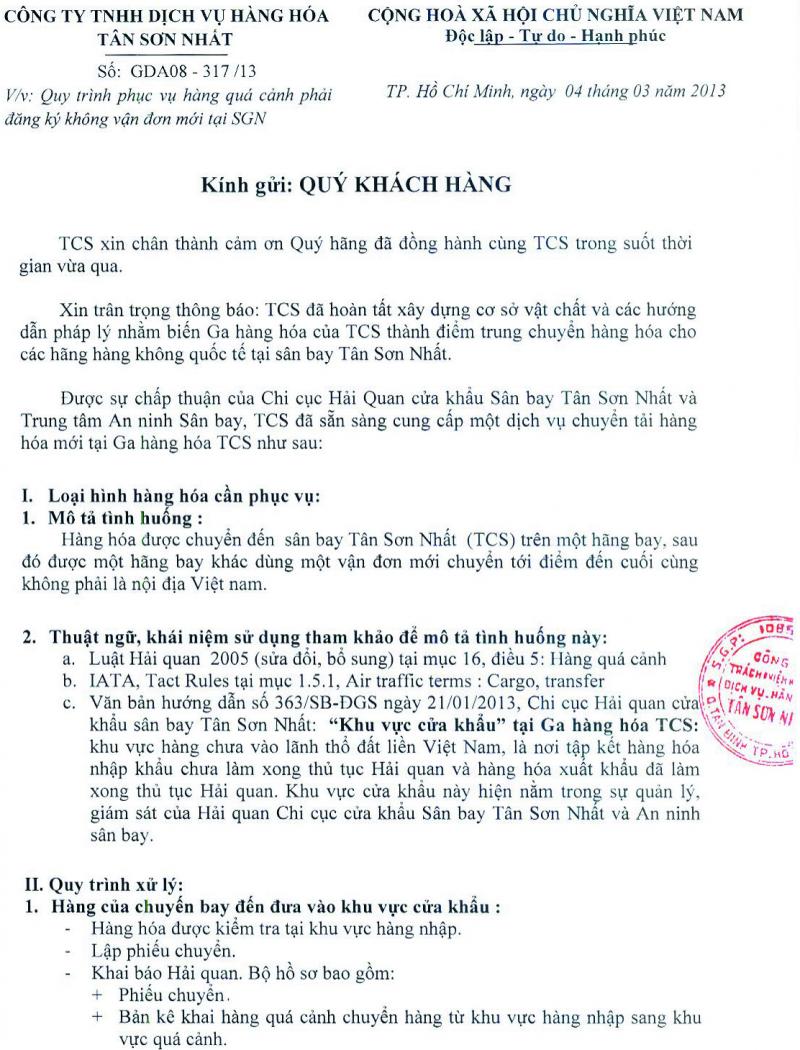 CÔNG TY TNHH DỊCH VỤ HÀNG HÓA
TÂN SƠN NHẤT
Số: GDA08 - 317 /13
V/v: Quy trình phục vụ hàng quá cảnh phải
đăng ký không vận đơn mới tại SGN
CỘNG HOÀ XÃ HỘI CHỦ NGHĨA VIỆT NAM
Độc lập - Tự do - Hạnh phúc
TP. Hồ Chí Minh, ngày 04 tháng 03 năm 2013
Kính gửi: QUÝ KHÁCH HÀNG
TCS xin chân thành cảm ơn Quý hãng đã đồng hành cùng TCS trong suốt thời
gian vừa qua.
Xin trân trọng thông báo: TCS đã hoàn tất xây dựng cơ sở vật chất và các hướng
dẫn pháp lý nhằm biến Ga hàng hóa của TCS thành điểm trung chuyển hàng hóa cho
các hãng hàng không quốc tế tại sân bay Tân Sơn Nhất.
Được sự chấp thuận của Chi cục Hải Quan cửa khẩu Sân bay Tân Sơn Nhất và
Trung tâm An ninh Sân bay, TCS đã sẵn sàng cung cấp một dịch vụ chuyển tải hàng
hóa mới tại Ga hàng hóa TCS như sau:
I. Loại hình hàng hóa cần phục vụ:
1. Mô tả tình huống :
Hàng hóa được chuyển đến sân bay Tân Sơn Nhất (TCS) trên một hãng bay, sau
đó được một hãng bay khác dùng một vận đơn mới chuyển tới điểm đến cuối cùng
không phải là nội địa Việt nam.
2. Thuật ngữ, khái niệm sử dụng tham khảo để mô tả tình huống này:
a. Luật Hải quan 2005 (sửa đổi, bổ sung) tại mục 16, điều 5: Hàng quá cảnh
b. IATA, Tact Rules tại mục 1.5.1, Air traffic terms : Cargo, transfer
c. Văn bản hướng dẫn số 363/SB-ĐGS ngày 21/01/2013, Chi cục Hải quan cửa
khẩu sân bay Tân Sơn Nhất: “Khu vực cửa khẩu” tại Ga hàng hóa TCS:
khu vực hàng chưa vào lãnh thổ đất liền Việt Nam, là nơi tập kết hàng hóa
nhập khẩu chưa làm xong thủ tục Hải quan và hàng hóa xuất khẩu đã làm
xong thủ tục Hải quan. Khu vực cửa khẩu này hiện nằm trong sự quản lý,
giám sát của Hải quan Chi cục cửa khẩu Sân bay Tân Sơn Nhất và An ninh
sân bay.
S.G.P: 1085
CÔNG
TRÁCH NHIỆM H
DỊCH VỤ HÀN
TÂN SƠN N
Q.TÂN BÌNH TP.HỒ
II. Quy trình xử lý:
1. Hàng của chuyến bay đến đưa vào khu vực cửa khẩu :
- Hàng hóa được kiểm tra tại khu vực hàng nhập.
- Lập phiếu chuyển.
- Khai báo Hải quan. Bộ hồ sơ bao gồm:
+ Phiếu chuyển.
+ Bản kê khai hàng quá cảnh chuyển hàng từ khu vực hàng nhập sang khu
vực quá cảnh.